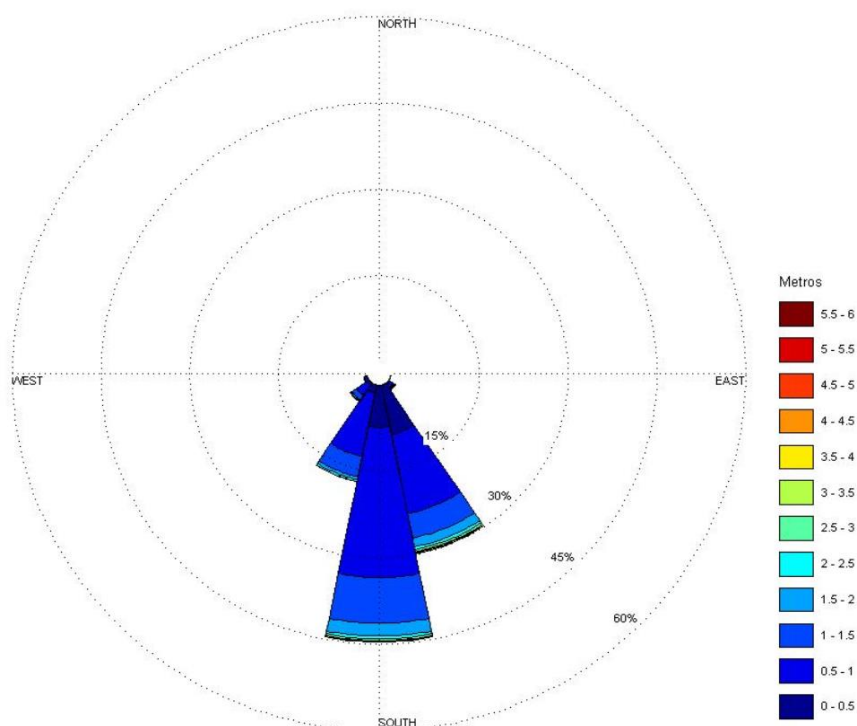 NORTH
WEST
EAST
SOUTH
15%
30%
45%
60%
Metros
5.5 - 6
5 - 5.5
4.5 - 5
4 - 4.5
3.5 - 4
3 - 3.5
2.5 - 3
2 - 2.5
1.5 - 2
1 - 1.5
0.5 - 1
0 - 0.5